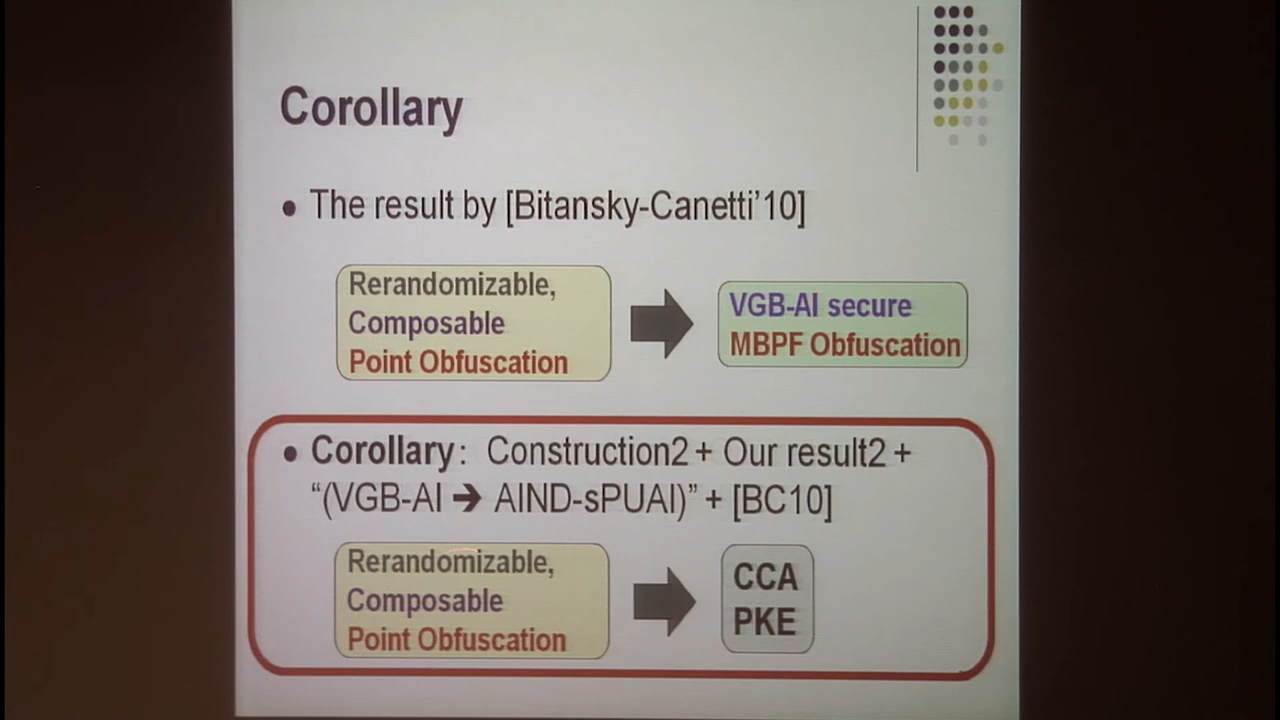 Corollary
• The result by [Bitansky-Canetti'10]
Rerandomizable,
Composable
Point Obfuscation
VGB-AI secure
MBPF Obfuscation
• Corollary: Construction2 + Our result2 +
“(VGB-AI ➔ AIND-sPUAI)” + [BC10]
Rerandomizable,
Composable
Point Obfuscation
CCA
PKE